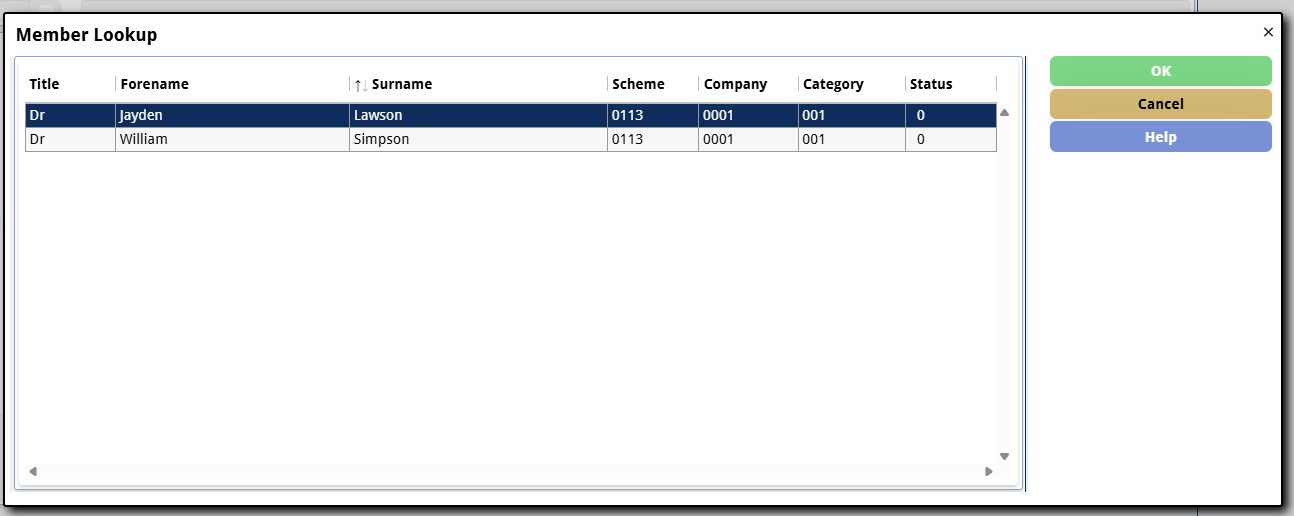 Member Lookup ×
Title Forename ↑↓ Surname Scheme Company Category Status
Dr Jayden Lawson 0113 0001 001 0
Dr William Simpson 0113 0001 001 0
OK
Cancel
Help